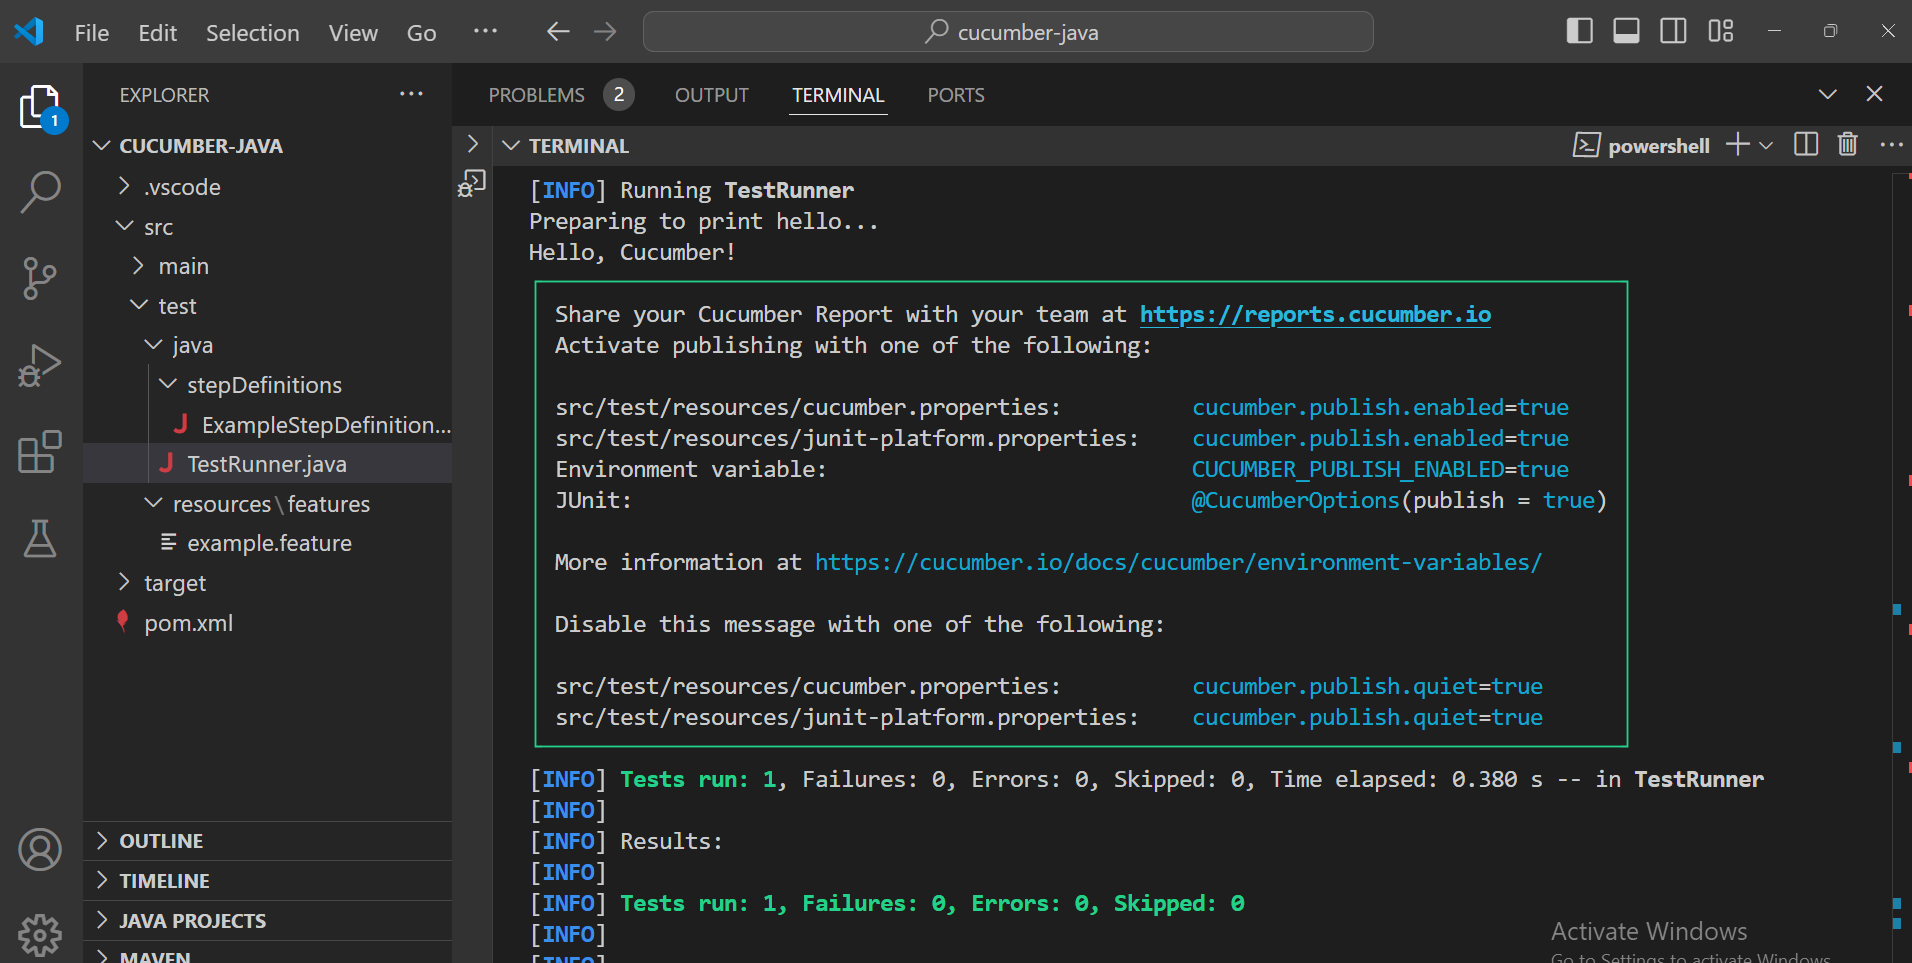 File Edit Selection View Go ···
cucumber-java
EXPLORER ···
1
CUCUMBER-JAVA
.vscode
src
main
test
java
stepDefinitions
ExampleStepDefinition...
TestRunner.java
resources\features
example.feature
target
pom.xml
OUTLINE
TIMELINE
JAVA PROJECTS
MAVEN
PROBLEMS 2 OUTPUT TERMINAL PORTS
TERMINAL
powershell
[INFO] Running TestRunner
Preparing to print hello...
Hello, Cucumber!
Share your Cucumber Report with your team at https://reports.cucumber.io
Activate publishing with one of the following:
src/test/resources/cucumber.properties: cucumber.publish.enabled=true
src/test/resources/junit-platform.properties: cucumber.publish.enabled=true
Environment variable: CUCUMBER_PUBLISH_ENABLED=true
JUnit: @CucumberOptions(publish = true)
More information at https://cucumber.io/docs/cucumber/environment-variables/
Disable this message with one of the following:
src/test/resources/cucumber.properties: cucumber.publish.quiet=true
src/test/resources/junit-platform.properties: cucumber.publish.quiet=true
[INFO] Tests run: 1, Failures: 0, Errors: 0, Skipped: 0, Time elapsed: 0.380 s -- in TestRunner
[INFO]
[INFO] Results:
[INFO]
[INFO] Tests run: 1, Failures: 0, Errors: 0, Skipped: 0
[INFO]
[INFO]
Activate Windows
Go to Settings to activate Windows.